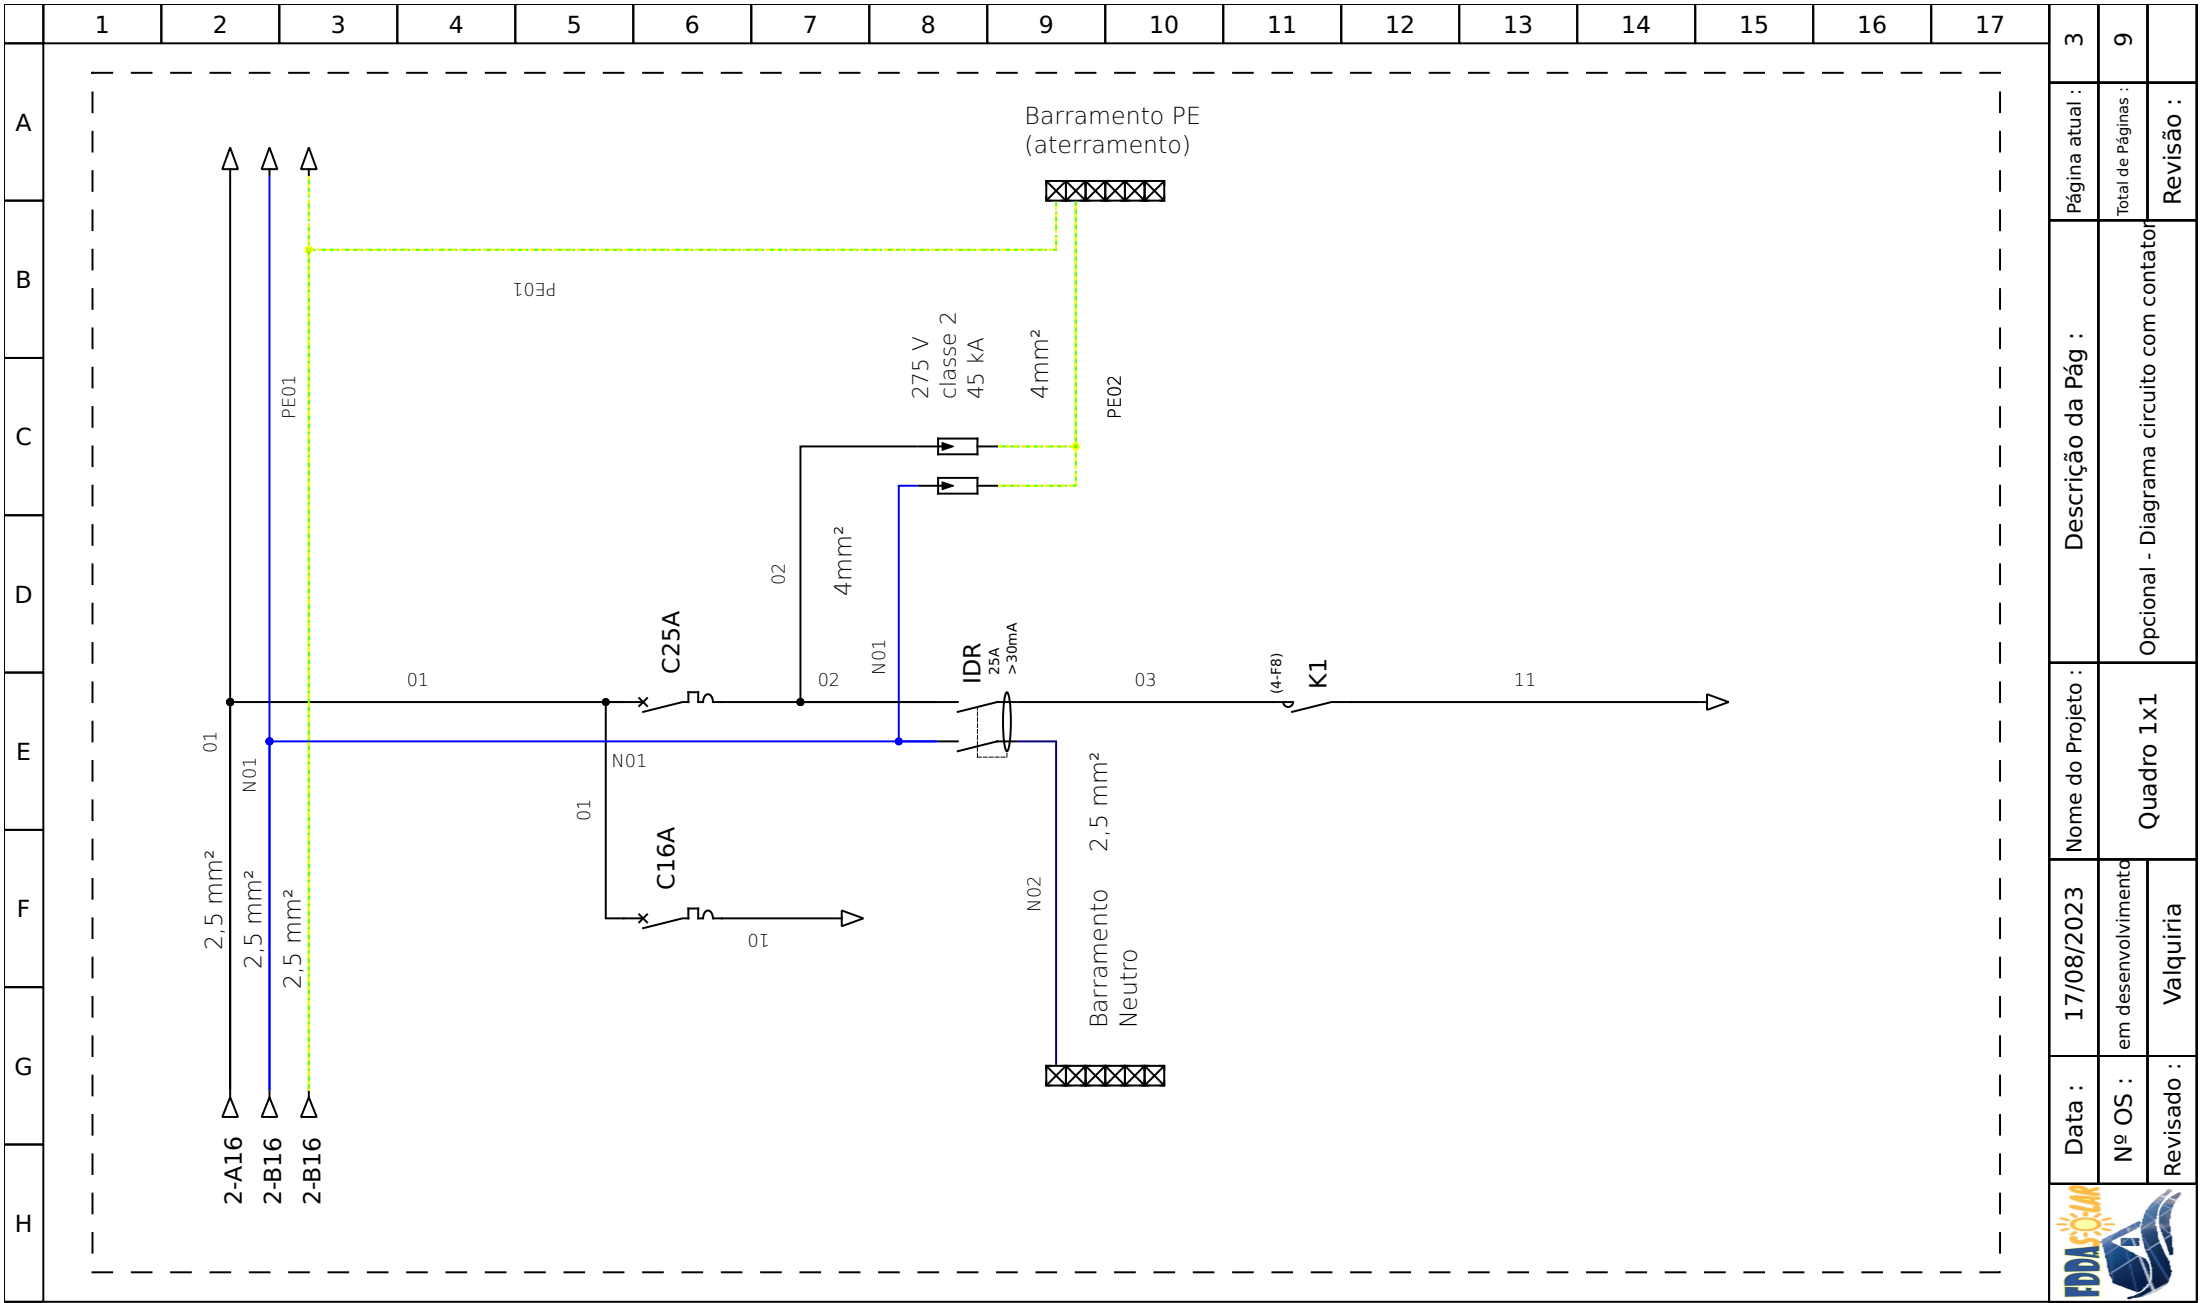 1 2 3 4 5 6 7 8 9 10 11 12 13 14 15 16 17
A
B
C
D
E
F
G
H
Barramento PE
(aterramento)
PE01
PE01
275 V
classe 2
45 kA
4mm²
PE02
02
4mm²
N01
C25A
IDR
25A
>30mA
01
02
03
(4-F8)
K1
11
01
N01
N01
01
C16A
10
2,5 mm²
2,5 mm²
2,5 mm²
N02
2,5 mm²
Barramento
Neutro
2-A16
2-B16
2-B16
Data :
17/08/2023
Nome do Projeto :
Descrição da Pág :
Página atual :
3
Nº OS :
em desenvolvimento
Quadro 1x1
Opcional - Diagrama circuito com contator
Total de Páginas :
9
Revisado :
Valquiria
Revisão :
EDDASOLAR